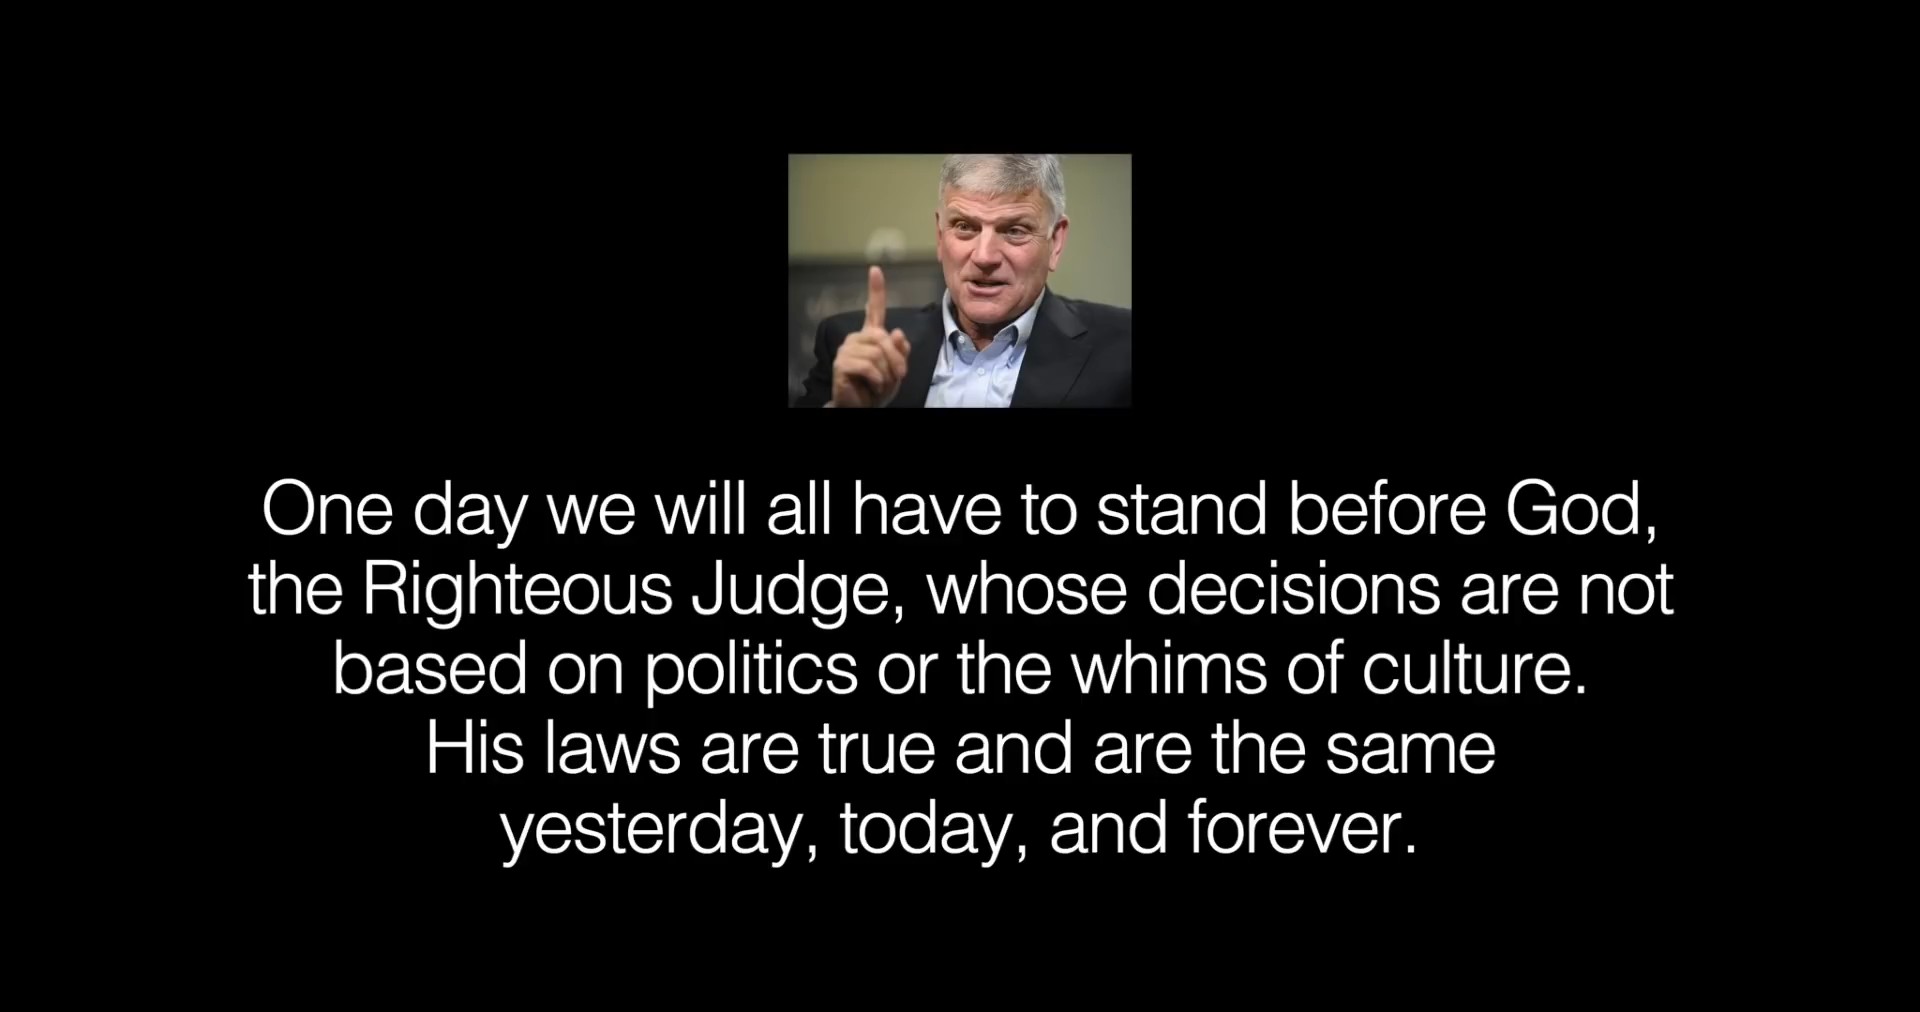 One day we will all have to stand before God,
the Righteous Judge, whose decisions are not
based on politics or the whims of culture.
His laws are true and are the same
yesterday, today, and forever.